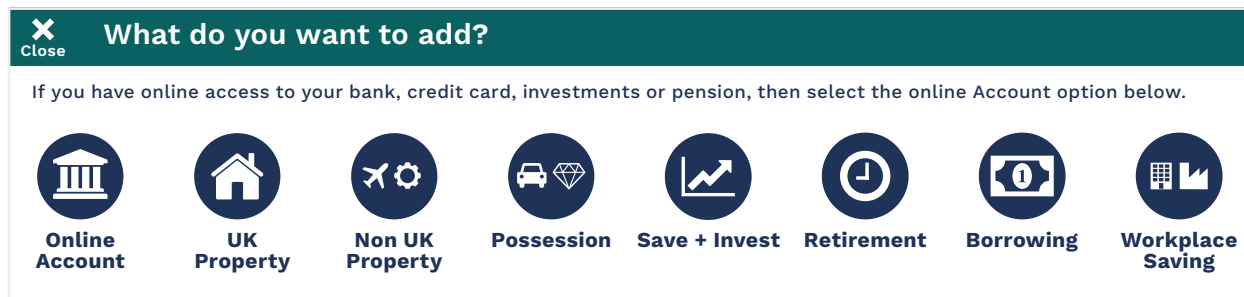 Close
What do you want to add?
If you have online access to your bank, credit card, investments or pension, then select the online Account option below.
1
Online
Account
UK
Property
Non UK
Property
Possession
Save + Invest
Retirement
Borrowing
Workplace
Saving